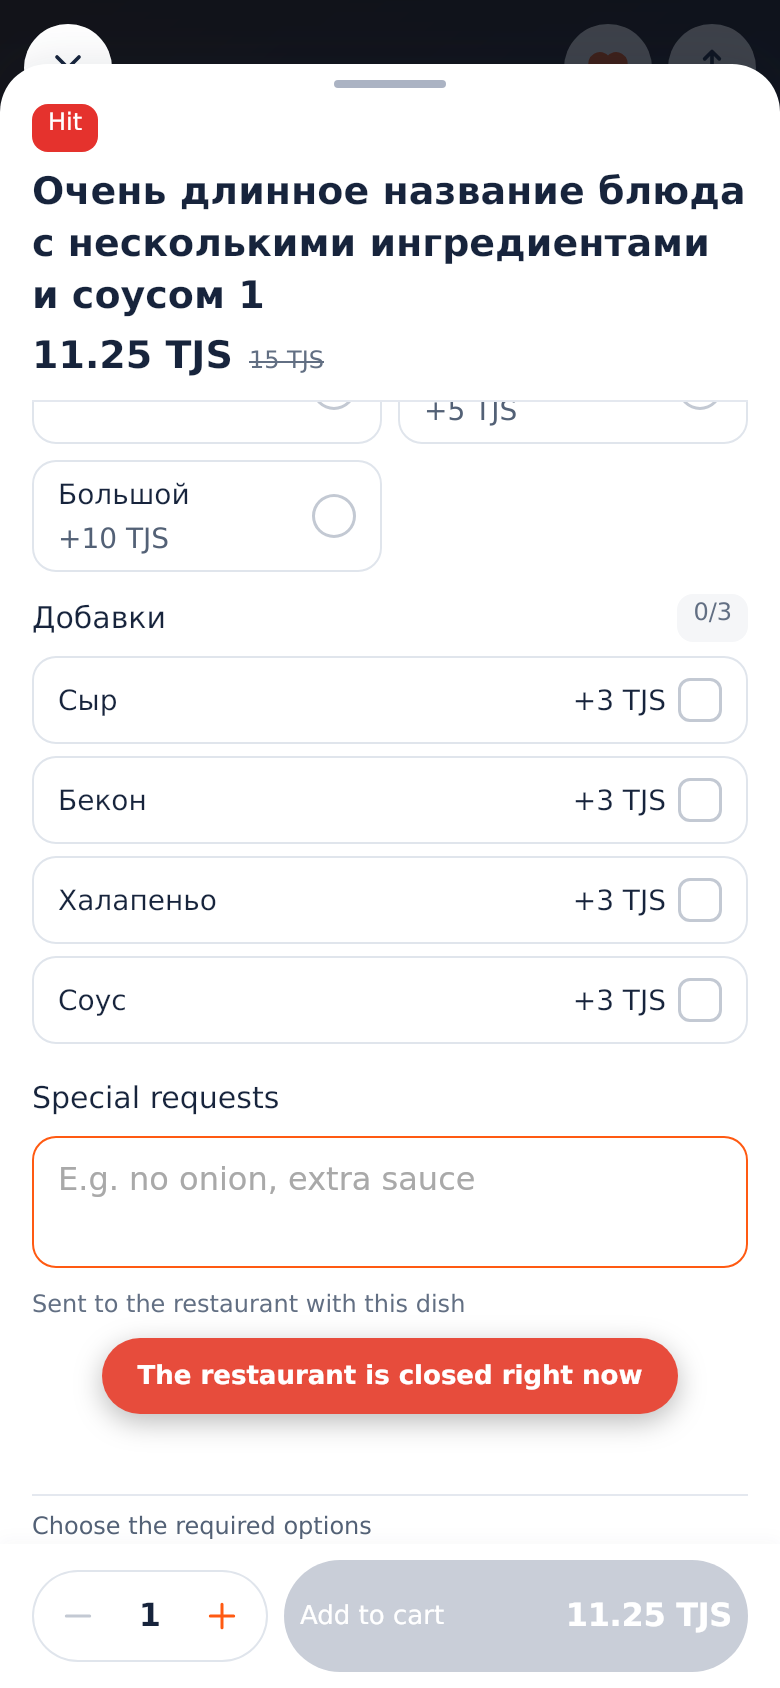 Hit
Очень длинное название блюда
с несколькими ингредиентами
и соусом 1
11.25 TJS 15 TJS
+5 TJS
Большой
+10 TJS
Добавки 0/3
Сыр +3 TJS
Бекон +3 TJS
Халапеньо +3 TJS
Соус +3 TJS
Special requests
E.g. no onion, extra sauce
Sent to the restaurant with this dish
The restaurant is closed right now
Choose the required options
1 Add to cart 11.25 TJS